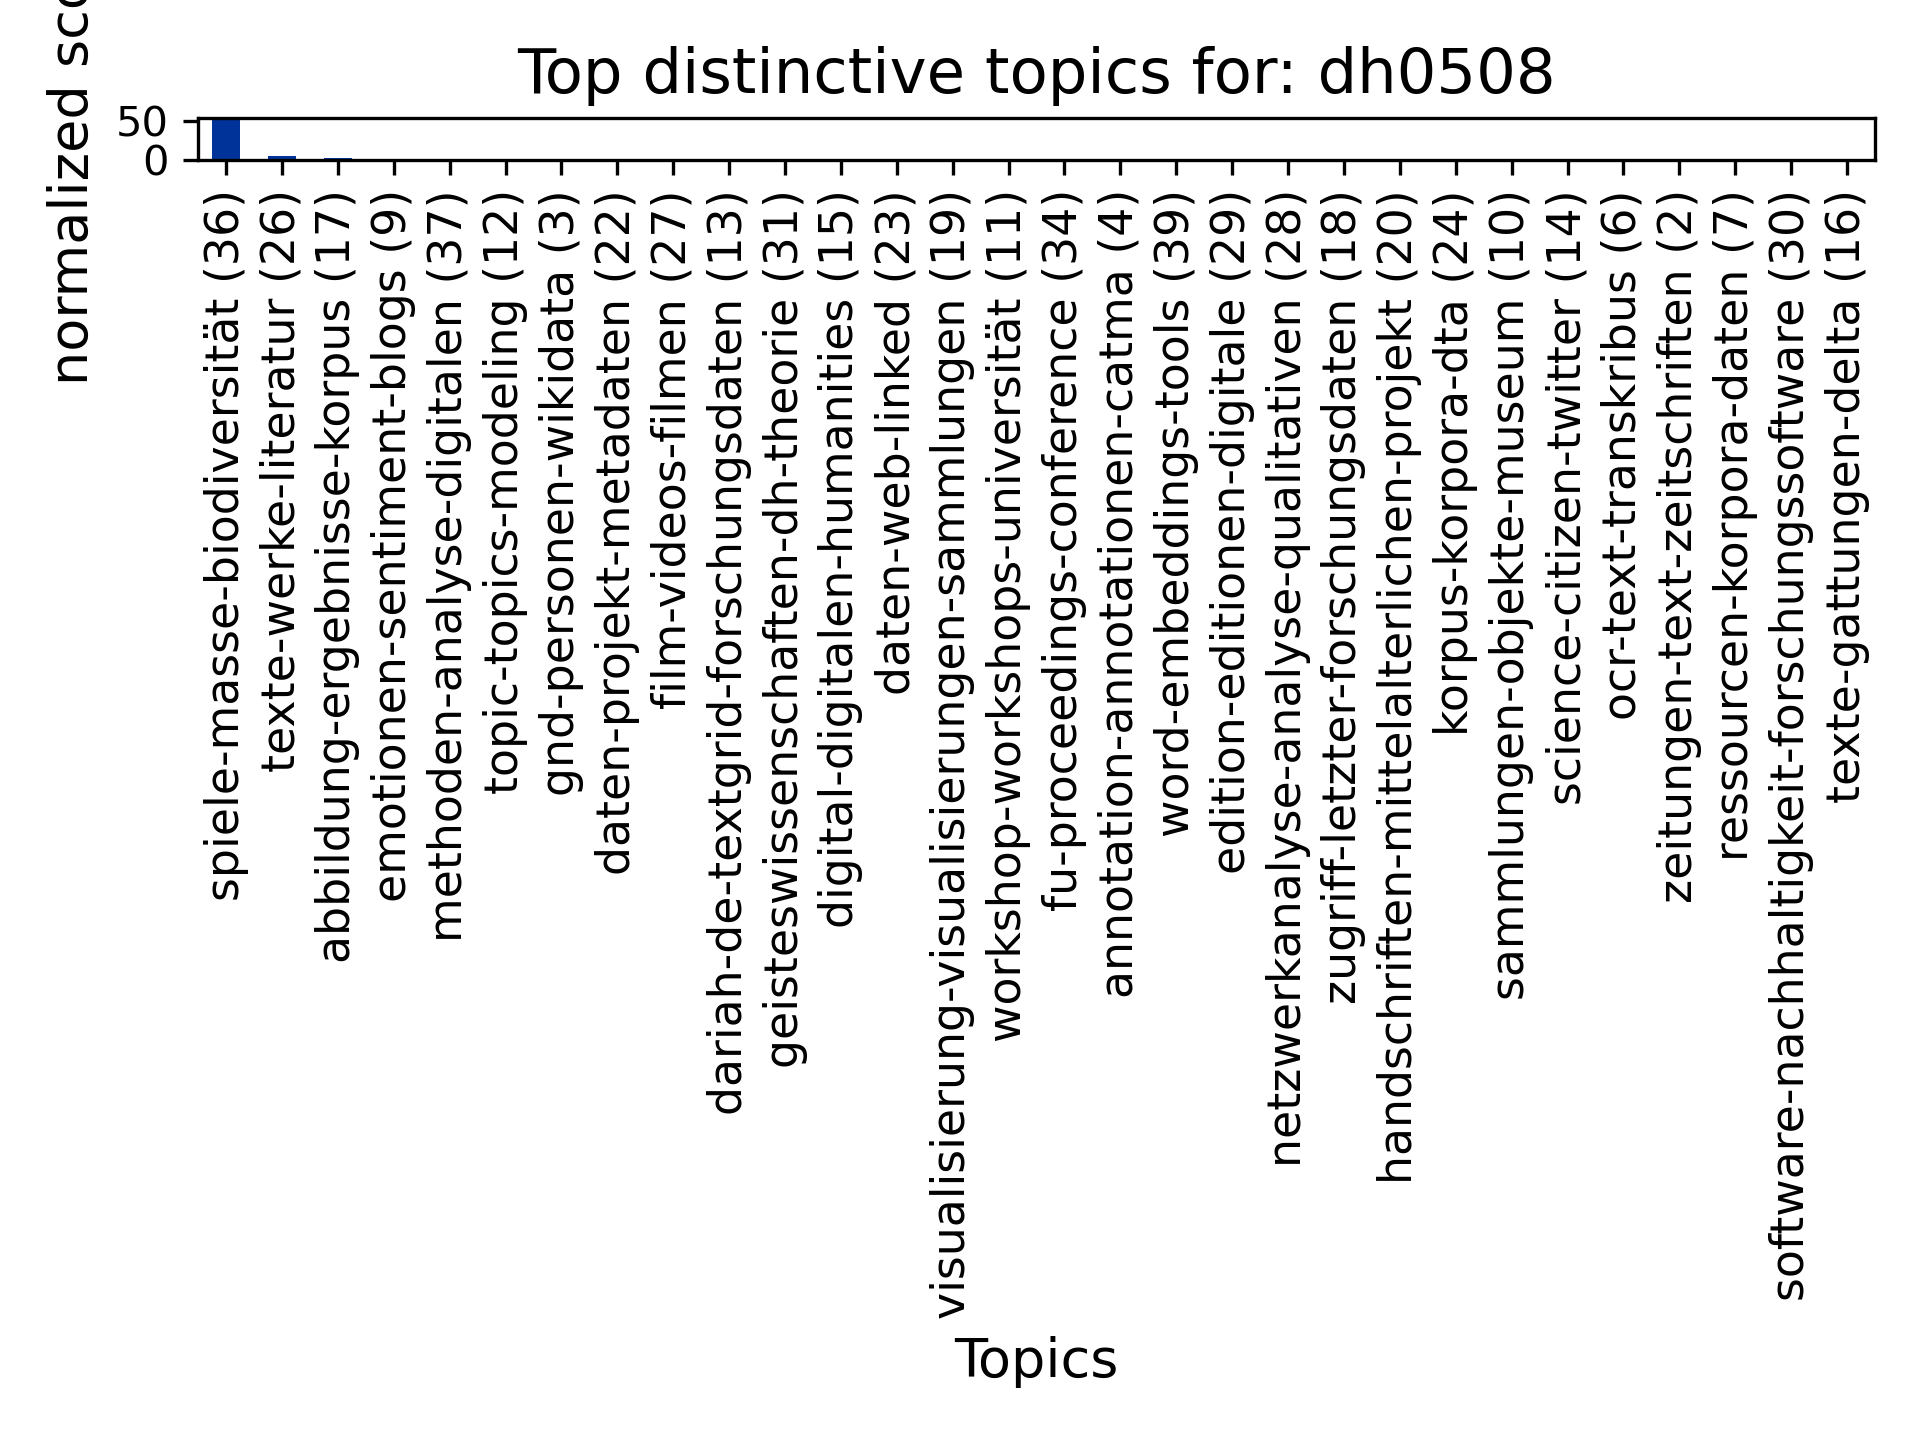 Top distinctive topics for: dh0508
normalized
50
0
spiele-masse-biodiversität (36)
texte-werke-literatur (26)
abbildung-ergebnisse-korpus (17)
emotionen-sentiment-blogs (9)
methoden-analyse-digitalen (37)
topic-topics-modeling (12)
gnd-personen-wikidata (3)
daten-projekt-metadaten (22)
film-videos-filmen (27)
dariah-de-textgrid-forschungsdaten (13)
geisteswissenschaften-dh-theorie (31)
digital-digitalen-humanities (15)
daten-web-linked (23)
visualisierung-visualisierungen-sammlungen (19)
workshop-workshops-universität (11)
fu-proceedings-conference (34)
annotation-annotationen-catma (4)
word-embeddings-tools (39)
edition-editionen-digitale (29)
netzwerkanalyse-analyse-qualitativen (28)
zugriff-letzter-forschungsdaten (18)
handschriften-mittelalterlichen-projekt (20)
korpus-korpora-dta (24)
sammlungen-objekte-museum (10)
science-citizen-twitter (14)
ocr-text-transkribus (6)
zeitungen-text-zeitschriften (2)
ressourcen-korpora-daten (7)
software-nachhaltigkeit-forschungssoftware (30)
texte-gattungen-delta (16)
Topics